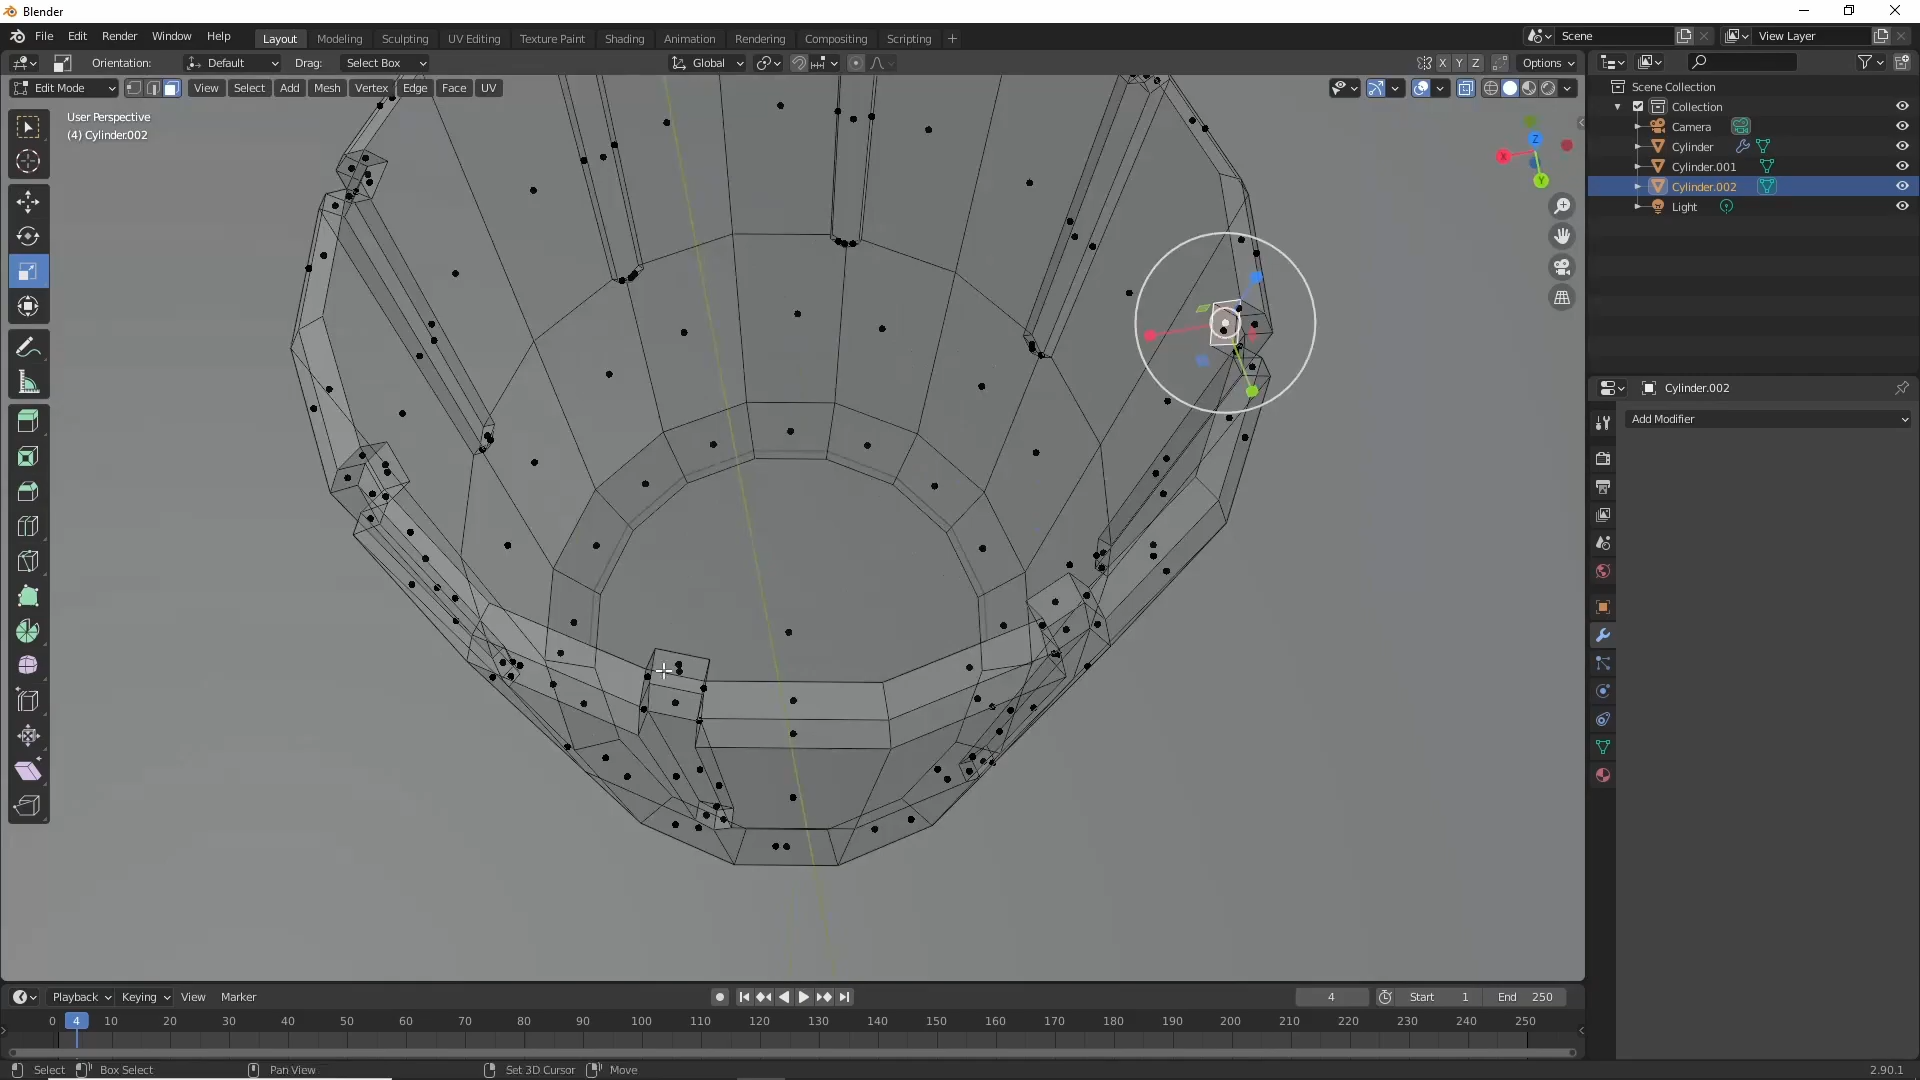 Blender
File Edit Render Window Help Layout Modeling Sculpting UV Editing Texture Paint Shading Animation Rendering Compositing Scripting Scene View Layer
Orientation: Default Drag: Select Box Global X Y Z Options
Edit Mode View Select Add Mesh Vertex Edge Face UV
User Perspective
(4) Cylinder.002
Z
X
Y
Scene Collection
Collection
Camera
Cylinder
Cylinder.001
Cylinder.002
Light
Cylinder.002
Add Modifier
Playback Keying View Marker 4 Start 1 End 250
0 4 10 20 30 40 50 60 70 80 90 100 110 120 130 140 150 160 170 180 190 200 210 220 230 240 250
Select Box Select Pan View Set 3D Cursor Move 2.90.1